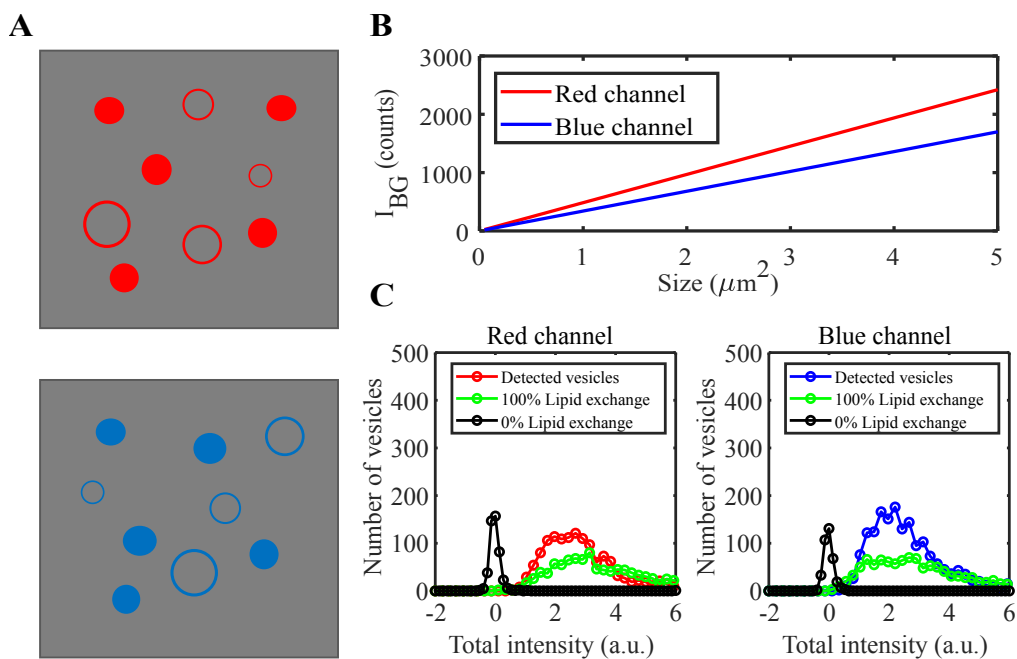 A
B
3000
2000
1000
0
I_BG (counts)
Red channel
Blue channel
0 1 2 3 4 5
Size (μm²)
C
Red channel
500
400
300
200
100
0
Number of vesicles
Detected vesicles
100% Lipid exchange
0% Lipid exchange
-2 0 2 4 6
Total intensity (a.u.)
Blue channel
500
400
300
200
100
0
Number of vesicles
Detected vesicles
100% Lipid exchange
0% Lipid exchange
-2 0 2 4 6
Total intensity (a.u.)